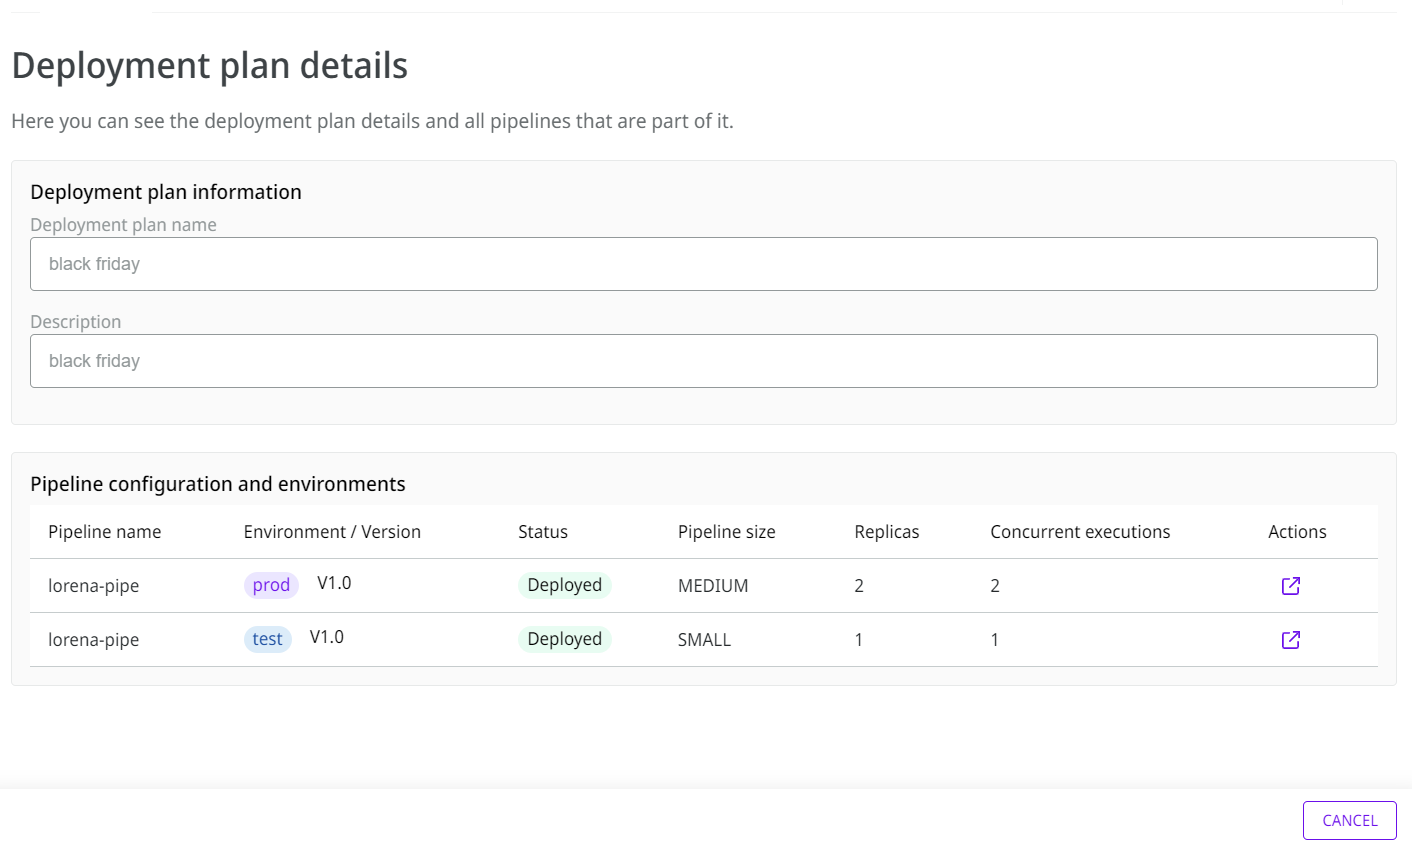 Deployment plan details
Here you can see the deployment plan details and all pipelines that are part of it.
Deployment plan information
Deployment plan name
black friday
Description
black friday
Pipeline configuration and environments
Pipeline name Environment / Version Status Pipeline size Replicas Concurrent executions Actions
lorena-pipe prod V1.0 Deployed MEDIUM 2 2
lorena-pipe test V1.0 Deployed SMALL 1 1
CANCEL